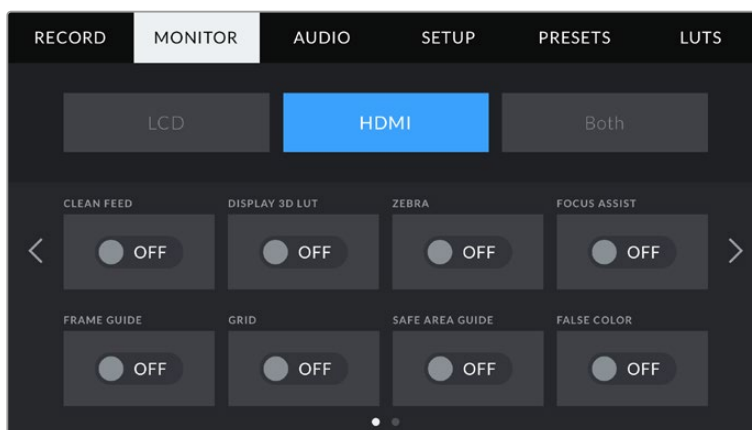 RECORD MONITOR AUDIO SETUP PRESETS LUTS
LCD HDMI Both
CLEAN FEED DISPLAY 3D LUT ZEBRA FOCUS ASSIST
OFF OFF OFF OFF
FRAME GUIDE GRID SAFE AREA GUIDE FALSE COLOR
OFF OFF OFF OFF